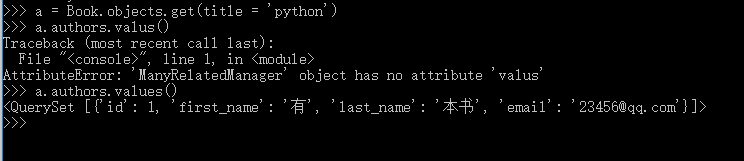 >>> a = Book.objects.get(title = 'python')
>>> a.authors.valus()
Traceback (most recent call last):
  File "<console>", line 1, in <module>
AttributeError: 'ManyRelatedManager' object has no attribute 'valus'
>>> a.authors.values()
<QuerySet [{'id': 1, 'first_name': '有', 'last_name': '本书', 'email': '23456@qq.com'}]>
>>>